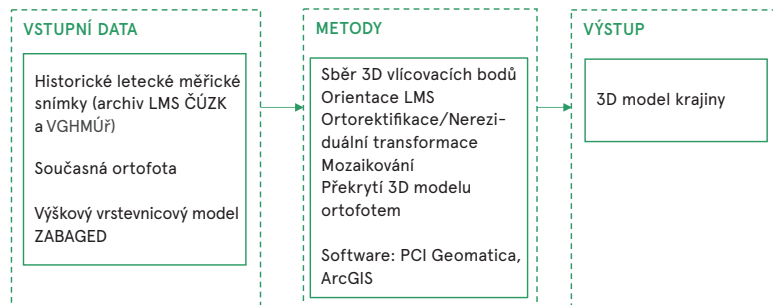 VSTUPNÍ DATA
Historické letecké měřické
snímky (archiv LMS ČÚZK
a VGHMÚř)
Současná ortofota
Výškový vrstevnicový model
ZABAGED
METODY
Sběr 3D vlícovacích bodů
Orientace LMS
Ortorektifikace/Nerezi-
duální transformace
Mozaikování
Překrytí 3D modelu
ortofotem
Software: PCI Geomatica,
ArcGIS
VÝSTUP
3D model krajiny